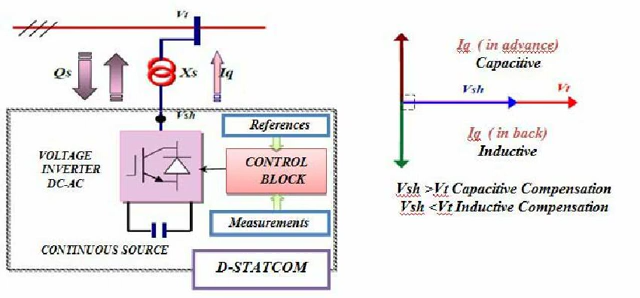 Vt
Qs
Xs
Iq
Vsh
References
VOLTAGE
INVERTER
DC-AC
CONTROL
BLOCK
Measurements
CONTINUOUS SOURCE
D-STATCOM
Iq ( in advance)
Capacitive
Vsh
Vt
Iq ( in back)
Inductive
Vsh >Vt Capacitive Compensation
Vsh <Vt Inductive Compensation